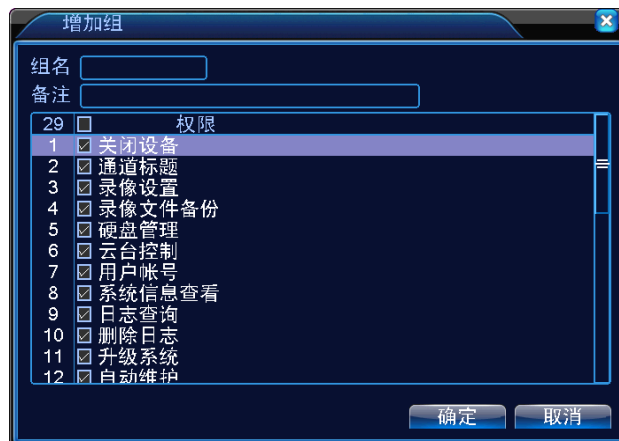 增加组
组名
备注
29 权限
1 关闭设备
2 通道标题
3 录像设置
4 录像文件备份
5 硬盘管理
6 云台控制
7 用户帐号
8 系统信息查看
9 日志查询
10 删除日志
11 升级系统
12 自动维护
确定 取消